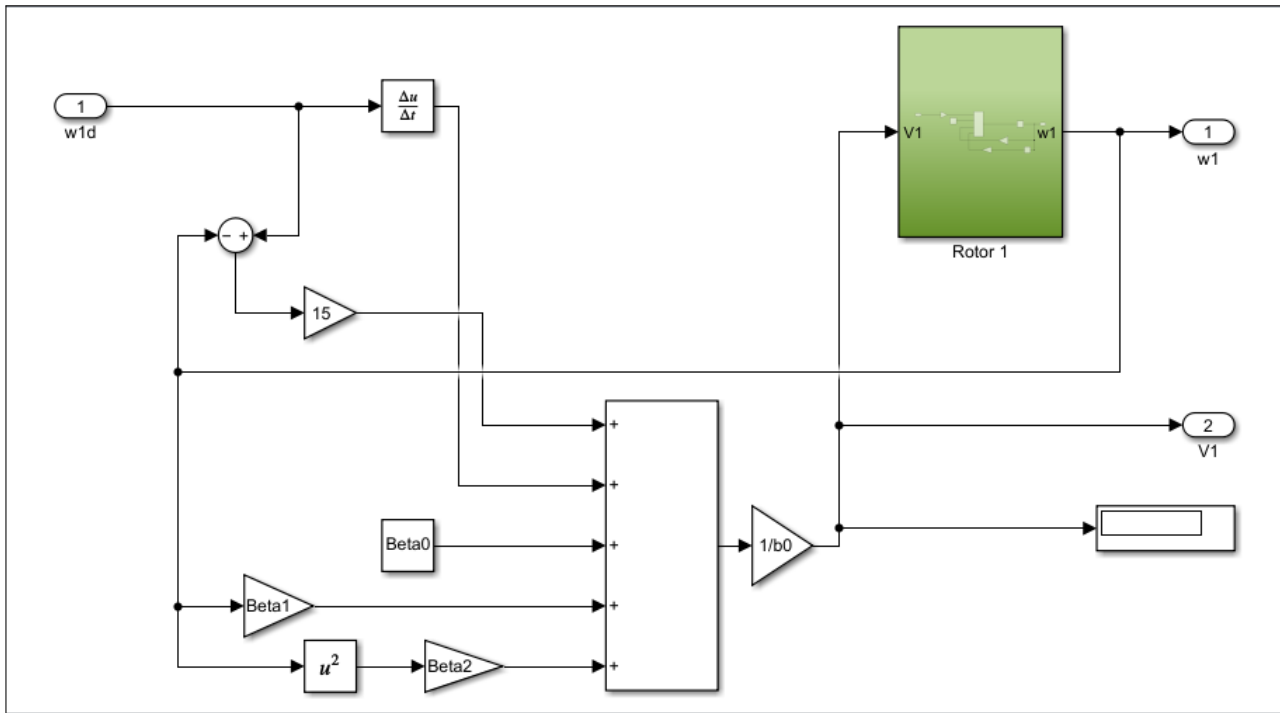 1
w1d
Δu
Δt
V1
w1
Rotor 1
1
w1
− +
15
+
+
+
+
+
Beta0
Beta1
u²
Beta2
1/b0
2
V1